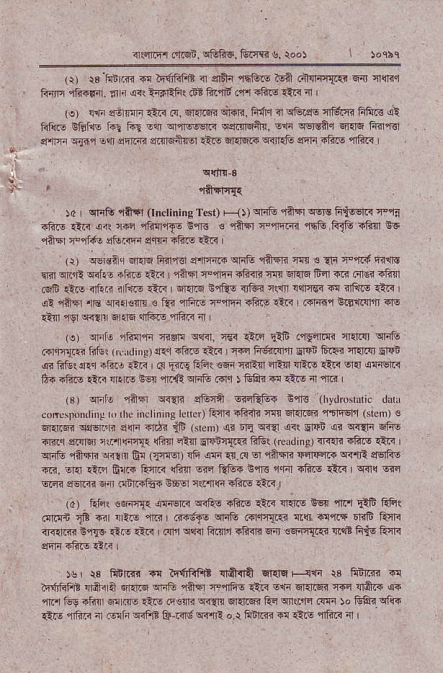 বাংলাদেশ গেজেট, অতিরিক্ত, ডিসেম্বর ৬, ২০০১ ১০৭৯৭
(২) ২৪ মিটারের কম দৈর্ঘ্যবিশিষ্ট বা প্রাচীন পদ্ধতিতে তৈরী নৌযানসমূহের জন্য সাধারণ
বিন্যাস পরিকল্পনা, প্ল্যান এবং ইনক্লাইনিং টেষ্ট রিপোর্ট পেশ করিতে হইবে না।
(৩) যখন প্রতীয়মান হইবে যে, জাহাজের আকার, নির্মাণ বা অভিপ্রেত সার্ভিসের নিমিত্তে এই
বিধিতে উল্লিখিত কিছু কিছু তথ্য আপাততভাবে অপ্রয়োজনীয়, তখন অভ্যন্তরীণ জাহাজ নিরাপত্তা
প্রশাসন অনুরূপ তথ্য প্রদানের প্রয়োজনীয়তা হইতে জাহাজকে অব্যাহতি প্রদান করিতে পারিবে।
অধ্যায়-৪
পরীক্ষাসমূহ
১৫। আনতি পরীক্ষা (Inclining Test)।—(১) আনতি পরীক্ষা অত্যন্ত নিখুঁতভাবে সম্পন্ন
করিতে হইবে এবং সকল পরিমাপকৃত উপাত্ত ও পরীক্ষা সম্পাদনের পদ্ধতি বিবৃতি করিয়া উক্ত
পরীক্ষা সম্পর্কিত প্রতিবেদন প্রণয়ন করিতে হইবে।
(২) অভ্যন্তরীণ জাহাজ নিরাপত্তা প্রশাসনকে আনতি পরীক্ষার সময় ও স্থান সম্পর্কে দরখাস্ত
দ্বারা আগেই অবহিত করিতে হইবে। পরীক্ষা সম্পাদন করিবার সময় জাহাজ ঢিলা করে নোঙর করিয়া
জেটি হইতে বাহিরে রাখিতে হইবে। জাহাজে উপস্থিত ব্যক্তির সংখ্যা যথাসম্ভব কম রাখিতে হইবে।
এই পরীক্ষা শান্ত আবহাওয়ায় ও স্থির পানিতে সম্পাদন করিতে হইবে। কোনরূপ উল্লেখযোগ্য কাত
হইয়া পড়া অবস্থায় জাহাজ থাকিতে পারিবে না।
(৩) আনতি পরিমাপন সরঞ্জাম অথবা, সম্ভব হইলে দুইটি পেন্ডুলামের সাহায্যে আনতি
কোণসমূহের রিডিং (reading) গ্রহণ করিতে হইবে। সকল নির্ভরযোগ্য ড্রাফট চিহ্নের সাহায্যে ড্রাফট
এর রিডিং গ্রহণ করিতে হইবে। যে দূরত্বে হিলিং ওজন সরাইয়া লাইয়া যাইতে হইবে তাহা এমনভাবে
ঠিক করিতে হইবে যাহাতে উভয় পার্শ্বেই আনতি কোণ ১ ডিগ্রির কম হইতে না পারে।
(৪) আনতি পরীক্ষা অবস্থার প্রতিসঙ্গী তরলস্থিতিক উপাত্ত (hydrostatic data
corresponding to the inclining letter) হিসাব করিবার সময় জাহাজের পশ্চাদভাগ (stem) ও
জাহাজের অগ্রভাগের প্রধান কাঠের খুঁটি (stem) এর ঢালু অবস্থা এবং ড্রাফট এর অবস্থান জনিত
কারণে প্রযোজ্য সংশোধনসমূহ ধরিয়া লইয়া ড্রাফটসমূহের রিডিং (reading) ব্যবহার করিতে হইবে।
আনতি পরীক্ষার অবস্থায় ট্রিম (সুসমতা) যদি এমন হয় যে তা পরীক্ষার ফলাফলকে অবশ্যই প্রভাবিত
করে, তাহা হইলে ট্রিমকে হিসাবে ধরিয়া তরল স্থিতিক উপাত্ত গণনা করিতে হইবে। অবাধ তরল
তলের প্রভাবের জন্য মেটাকেন্দ্রিক উচ্চতা সংশোধন করিতে হইবে।
(৫) হিলিং ওজনসমূহ এমনভাবে অবহিত করিতে হইবে যাহাতে উভয় পাশে দুইটি হিলিং
মোমেন্ট সৃষ্টি করা যাইতে পারে। রেকর্ডকৃত আনতি কোণসমূহের মধ্যে কমপক্ষে চারটি হিসাব
ব্যবহারের উপযুক্ত হইতে হইবে। যোগ অথবা বিয়োগ করিবার জন্য ওজনসমূহের যথেষ্ট নিখুঁত হিসাব
প্রদান করিতে হইবে।
১৬। ২৪ মিটারের কম দৈর্ঘ্যবিশিষ্ট যাত্রীবাহী জাহাজ।—যখন ২৪ মিটারের কম
দৈর্ঘ্যবিশিষ্ট যাত্রীবাহী জাহাজে আনতি পরীক্ষা সম্পাদিত হইবে তখন জাহাজের সকল যাত্রীকে এক
পাশে ভিড় করিয়া জমায়েত হইতে দেওয়ার অবস্থায় জাহাজের হিল অ্যাংগেল যেমন ১০ ডিগ্রির অধিক
হইতে পারিবে না তেমনি অবশিষ্ট ফ্রি-বোর্ড অবশ্যই ০.২ মিটারের কম হইতে পারিবে না।